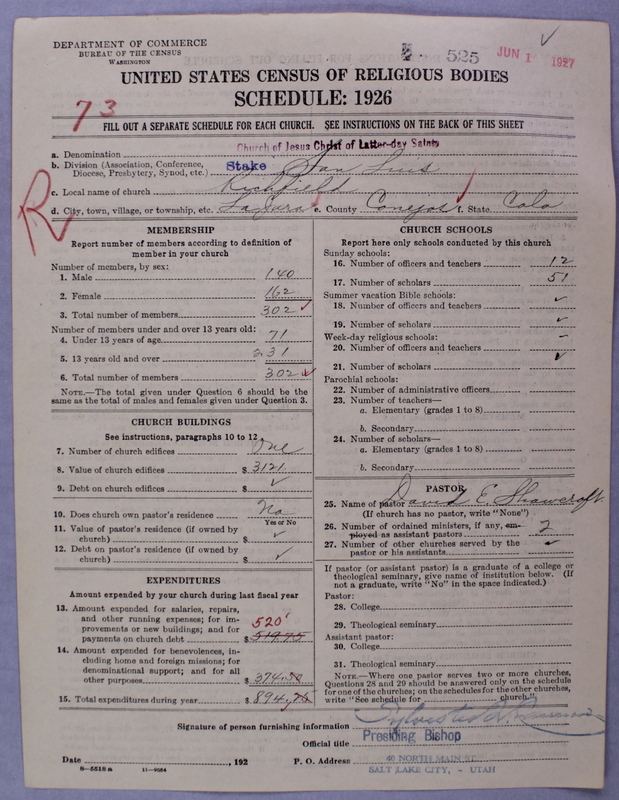 DEPARTMENT OF COMMERCE
BUREAU OF THE CENSUS
WASHINGTON
525 JUN 1 1927
UNITED STATES CENSUS OF RELIGIOUS BODIES
SCHEDULE: 1926
73
FILL OUT A SEPARATE SCHEDULE FOR EACH CHURCH. SEE INSTRUCTIONS ON THE BACK OF THIS SHEET
a. Denomination Church of Jesus Christ of Latter-day Saints
b. Division (Association, Conference, Diocese, Presbytery, Synod, etc.) Stake San Luis
c. Local name of church Richfield
R
d. City, town, village, or township, etc. La Jara e. County Conejos f. State Colo
MEMBERSHIP
Report number of members according to definition of
member in your church
Number of members, by sex:
1. Male 140
2. Female 162
3. Total number of members 302 ✓
Number of members under and over 13 years old:
4. Under 13 years of age 71
5. 13 years old and over 231
6. Total number of members 302 ✓
NOTE.—The total given under Question 6 should be
same as the total of males and females given under Question 3.
CHURCH BUILDINGS
See instructions, paragraphs 10 to 12
7. Number of church edifices One
8. Value of church edifices $ 3121
9. Debt on church edifices $ ✓
10. Does church own pastor's residence No
Yes or No
11. Value of pastor's residence (if owned by
church) $ ✓
12. Debt on pastor's residence (if owned by
church) $ ✓
EXPENDITURES
Amount expended by your church during last fiscal year
13. Amount expended for salaries, repairs,
and other running expenses; for im-
provements or new buildings; and for
payments on church debt $ 519.75 520
14. Amount expended for benevolences, in-
cluding home and foreign missions; for
denominational support; and for all
other purposes $ 374.50
15. Total expenditures during year $ 894.75
CHURCH SCHOOLS
Report here only schools conducted by this church
Sunday schools:
16. Number of officers and teachers 12
17. Number of scholars 51
Summer vacation Bible schools:
18. Number of officers and teachers ✓
19. Number of scholars ✓
Week-day religious schools: –
20. Number of officers and teachers
21. Number of scholars ✓
Parochial schools:
22. Number of administrative officers
23. Number of teachers—
a. Elementary (grades 1 to 8)
b. Secondary
24. Number of scholars—
a. Elementary (grades 1 to 8)
b. Secondary
PASTOR
25. Name of pastor David E. Shawcroft
(If church has no pastor, write "None")
26. Number of ordained ministers, if any, em-
ployed as assistant pastors 2
27. Number of other churches served by the
pastor or his assistants ✓
If pastor (or assistant pastor) is a graduate of a college or
theological seminary, give name of institution below. (If
not a graduate, write "No" in the space indicated.)
Pastor:
28. College
29. Theological seminary
Assistant pastor:
30. College
31. Theological seminary
NOTE.—Where one pastor serves two or more churches,
Questions 28 and 29 should be answered only on the schedule
for one of the churches; on the schedules for the other churches,
write "See schedule for church."
Signature of person furnishing information Sylvester Q. Cannon
Official title Presiding Bishop
Date , 192 P. O. Address 40 NORTH MAIN ST.
SALT LAKE CITY, - UTAH
8—5518a 11—9564